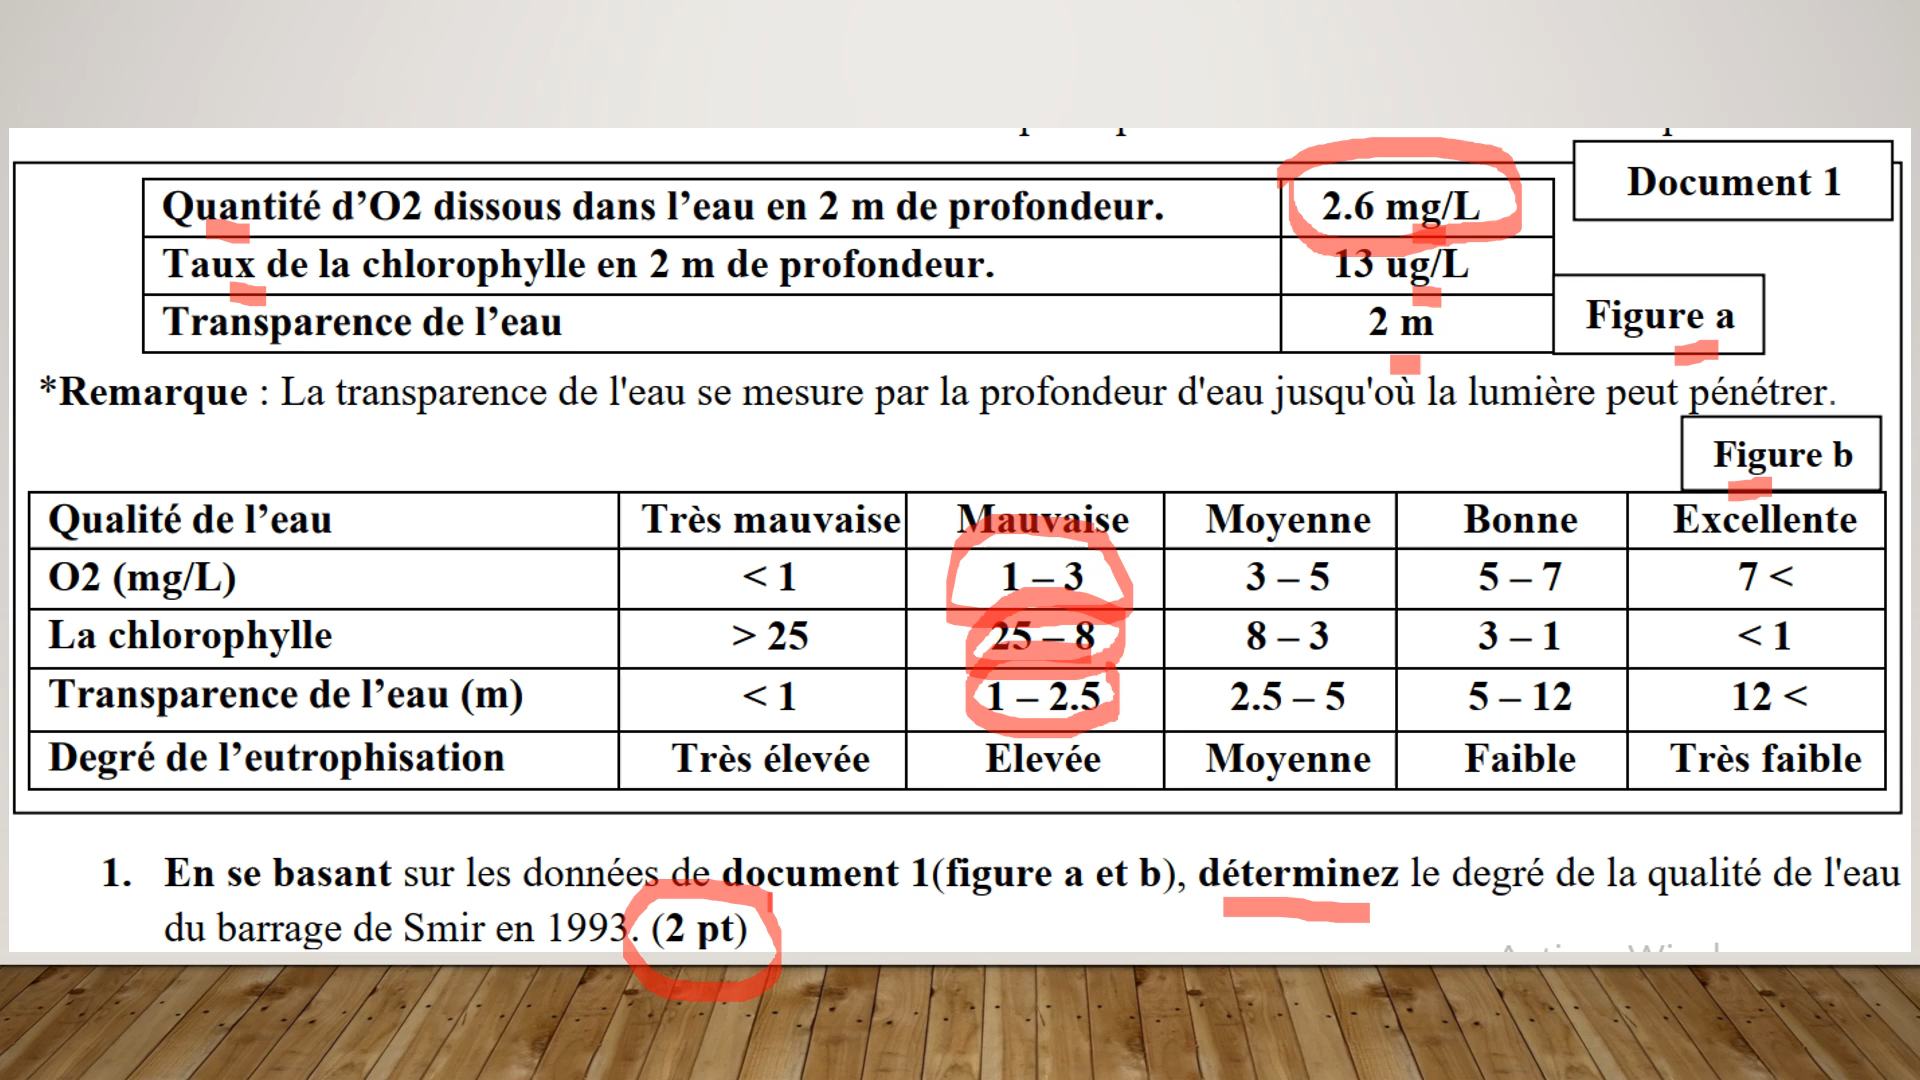 Document 1
Quantité d’O2 dissous dans l’eau en 2 m de profondeur. 2.6 mg/L
Taux de la chlorophylle en 2 m de profondeur. 13 ug/L
Transparence de l’eau 2 m
Figure a
*Remarque : La transparence de l'eau se mesure par la profondeur d'eau jusqu'où la lumière peut pénétrer.
Figure b
Qualité de l’eau Très mauvaise Mauvaise Moyenne Bonne Excellente
O2 (mg/L) < 1 1 – 3 3 – 5 5 – 7 7 <
La chlorophylle > 25 25 – 8 8 – 3 3 – 1 < 1
Transparence de l’eau (m) < 1 1 – 2.5 2.5 – 5 5 – 12 12 <
Degré de l’eutrophisation Très élevée Elevée Moyenne Faible Très faible
1. En se basant sur les données de document 1(figure a et b), déterminez le degré de la qualité de l'eau
du barrage de Smir en 1993. (2 pt)